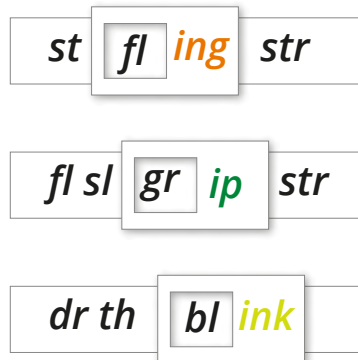 st fl ing str
fl sl gr ip str
dr th bl ink